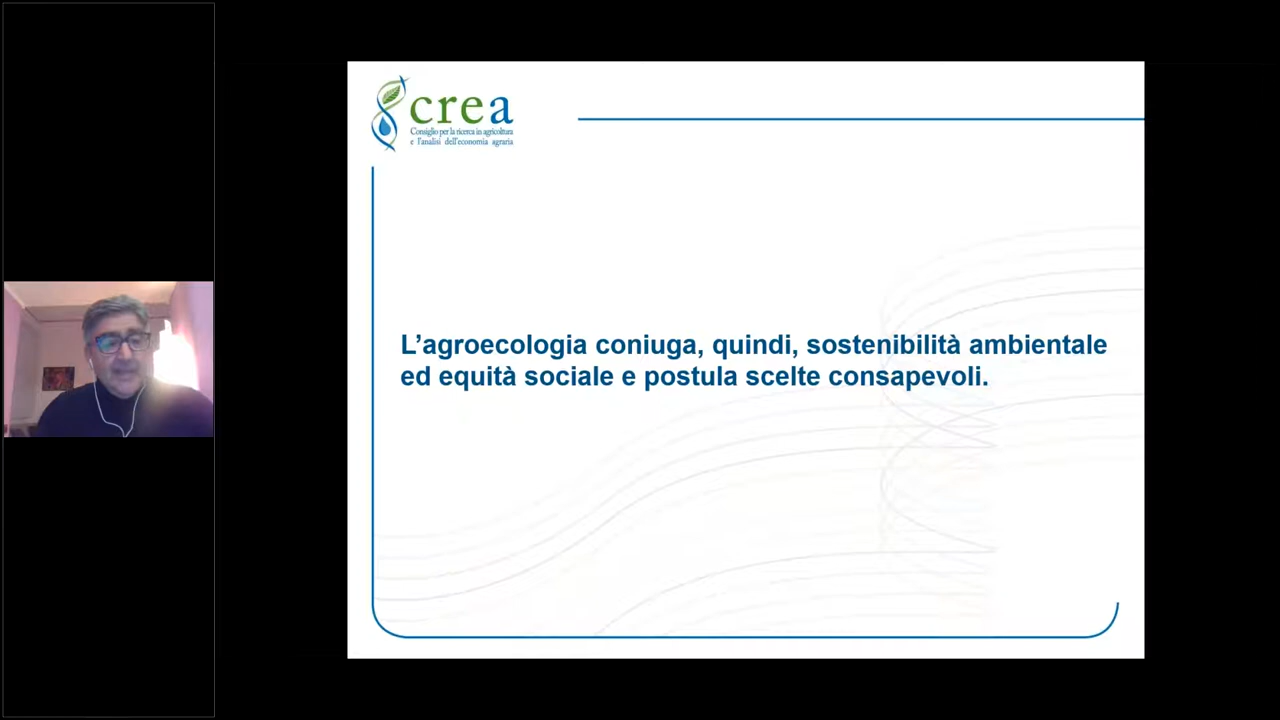 crea
Consiglio per la ricerca in agricoltura
e l'analisi dell'economia agraria
L’agroecologia coniuga, quindi, sostenibilità ambientale
ed equità sociale e postula scelte consapevoli.